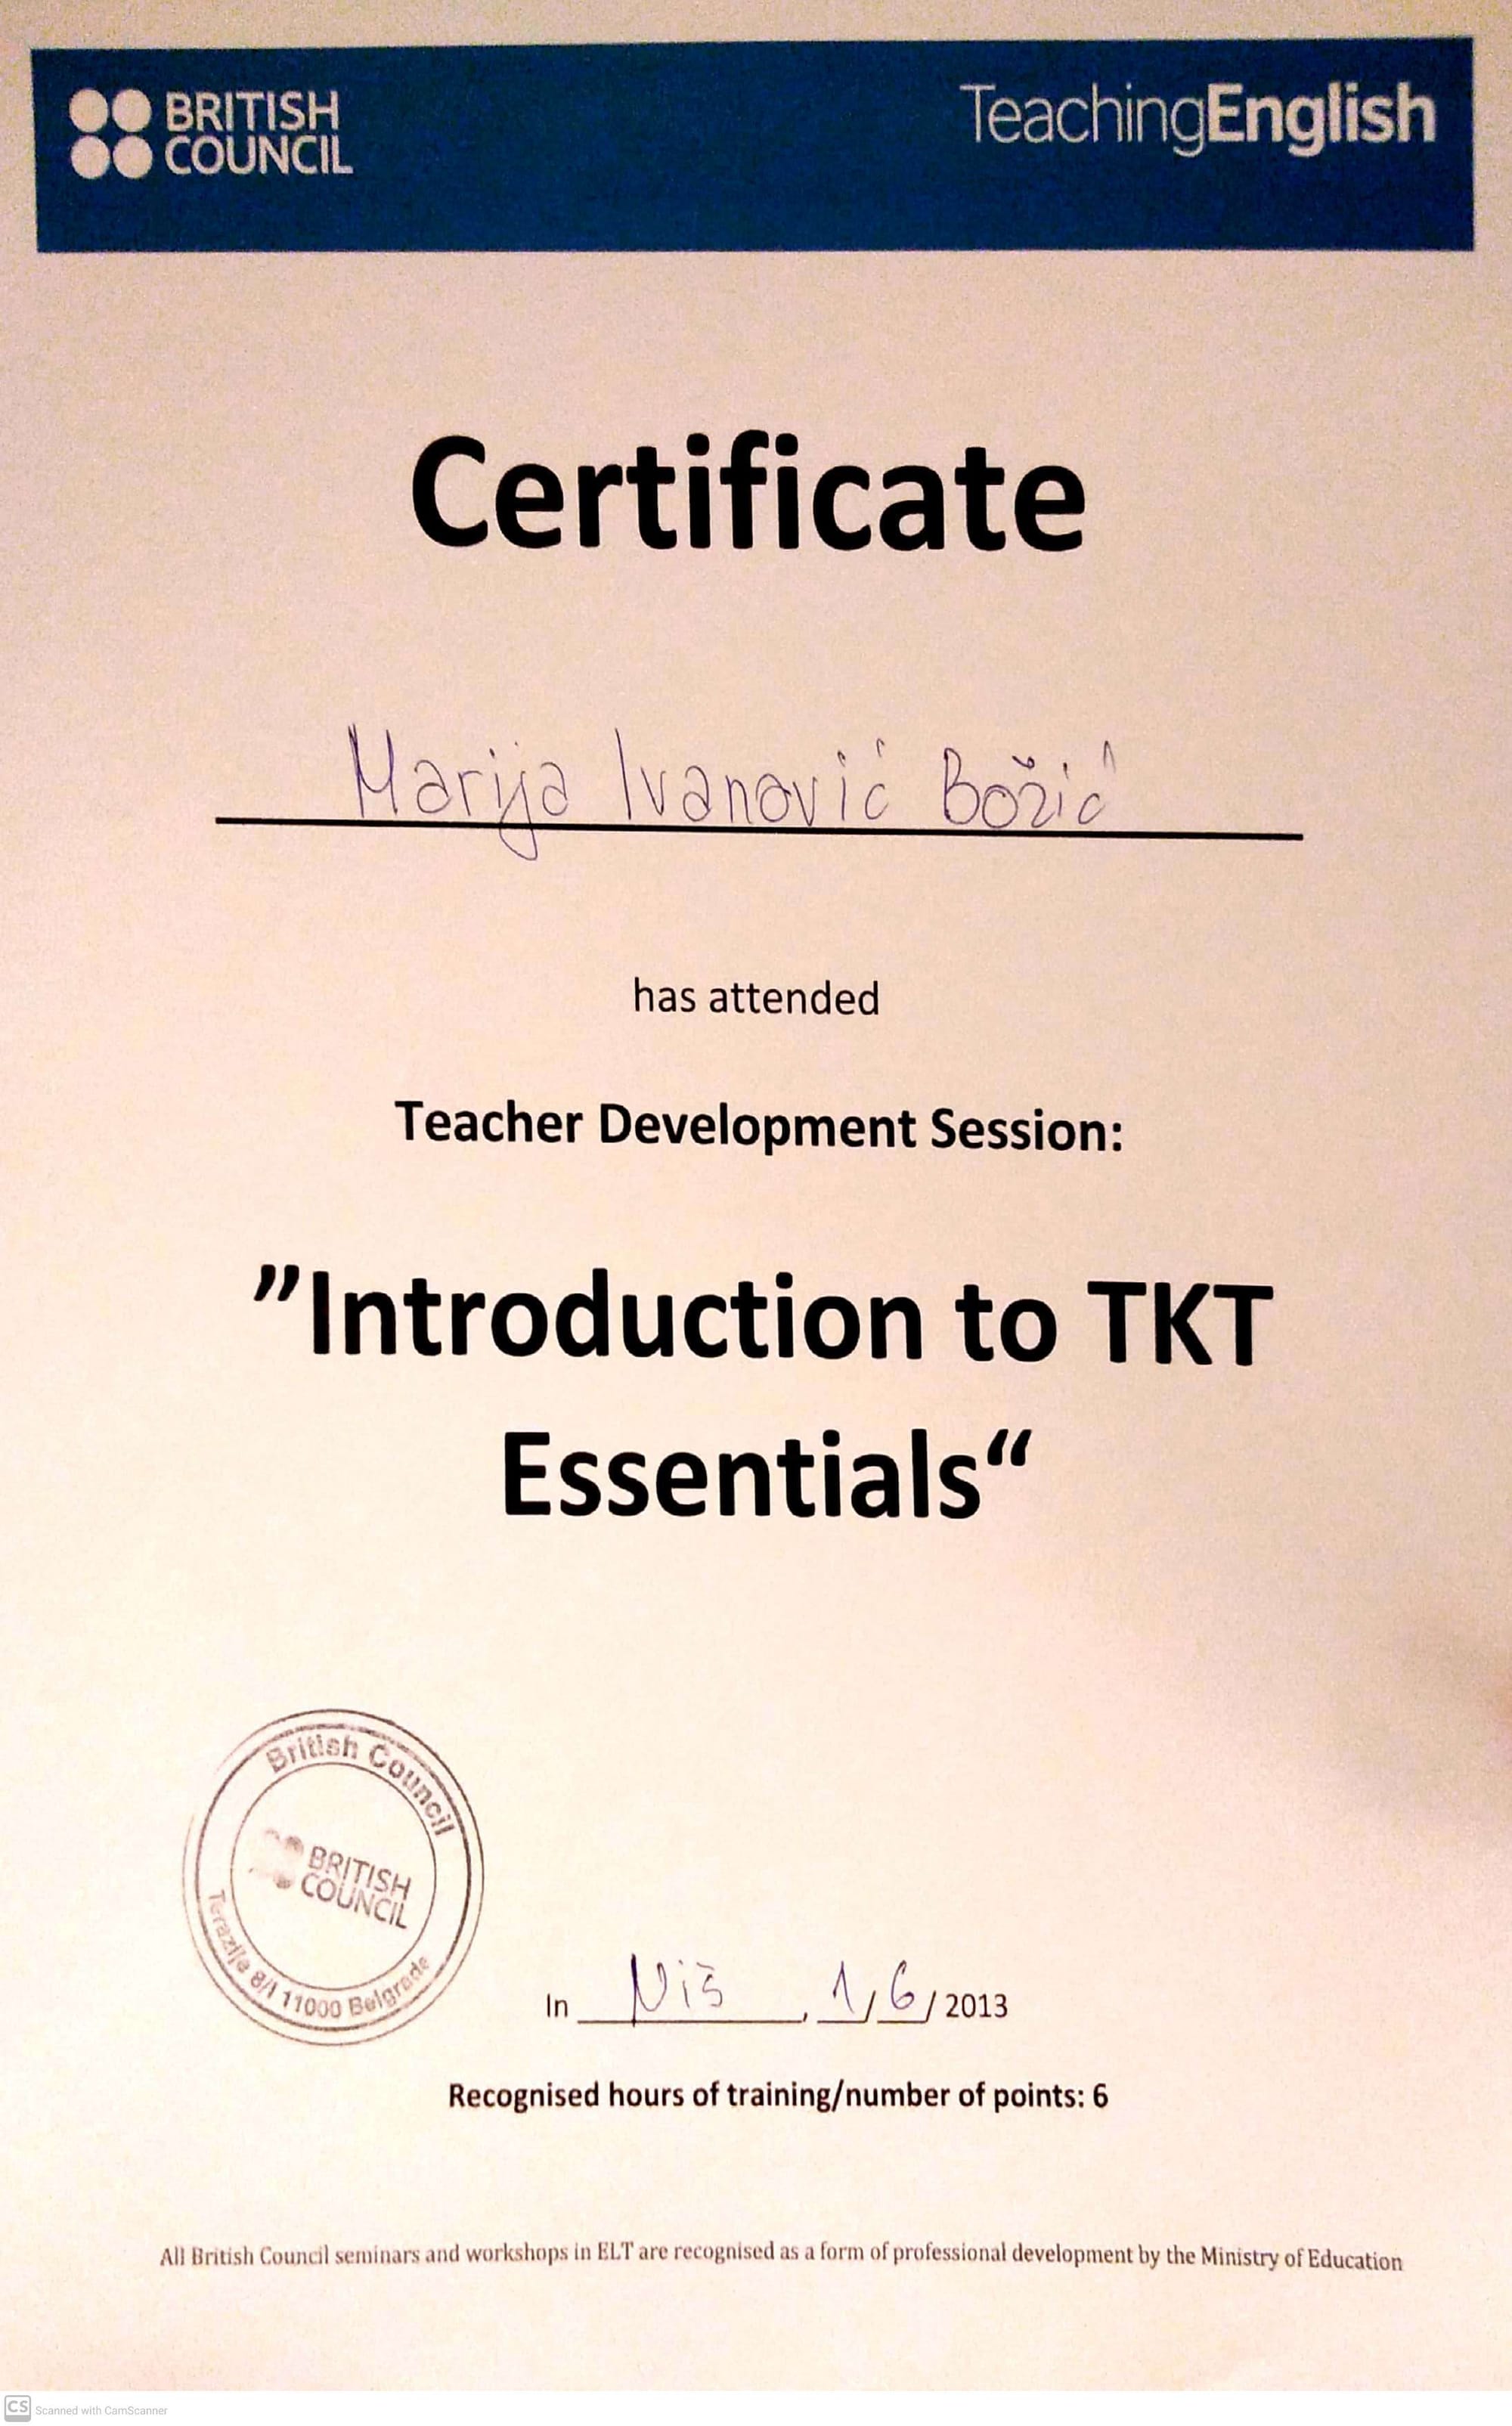 BRITISH
COUNCIL
TeachingEnglish
Certificate
Marija Ivanović Božić
has attended
Teacher Development Session:
”Introduction to TKT
Essentials“
British Council
BRITISH
COUNCIL
Terazije 8/I 11000 Belgrade
In Niš, 1/6/2013
Recognised hours of training/number of points: 6
All British Council seminars and workshops in ELT are recognised as a form of professional development by the Ministry of Education
CS Scanned with CamScanner